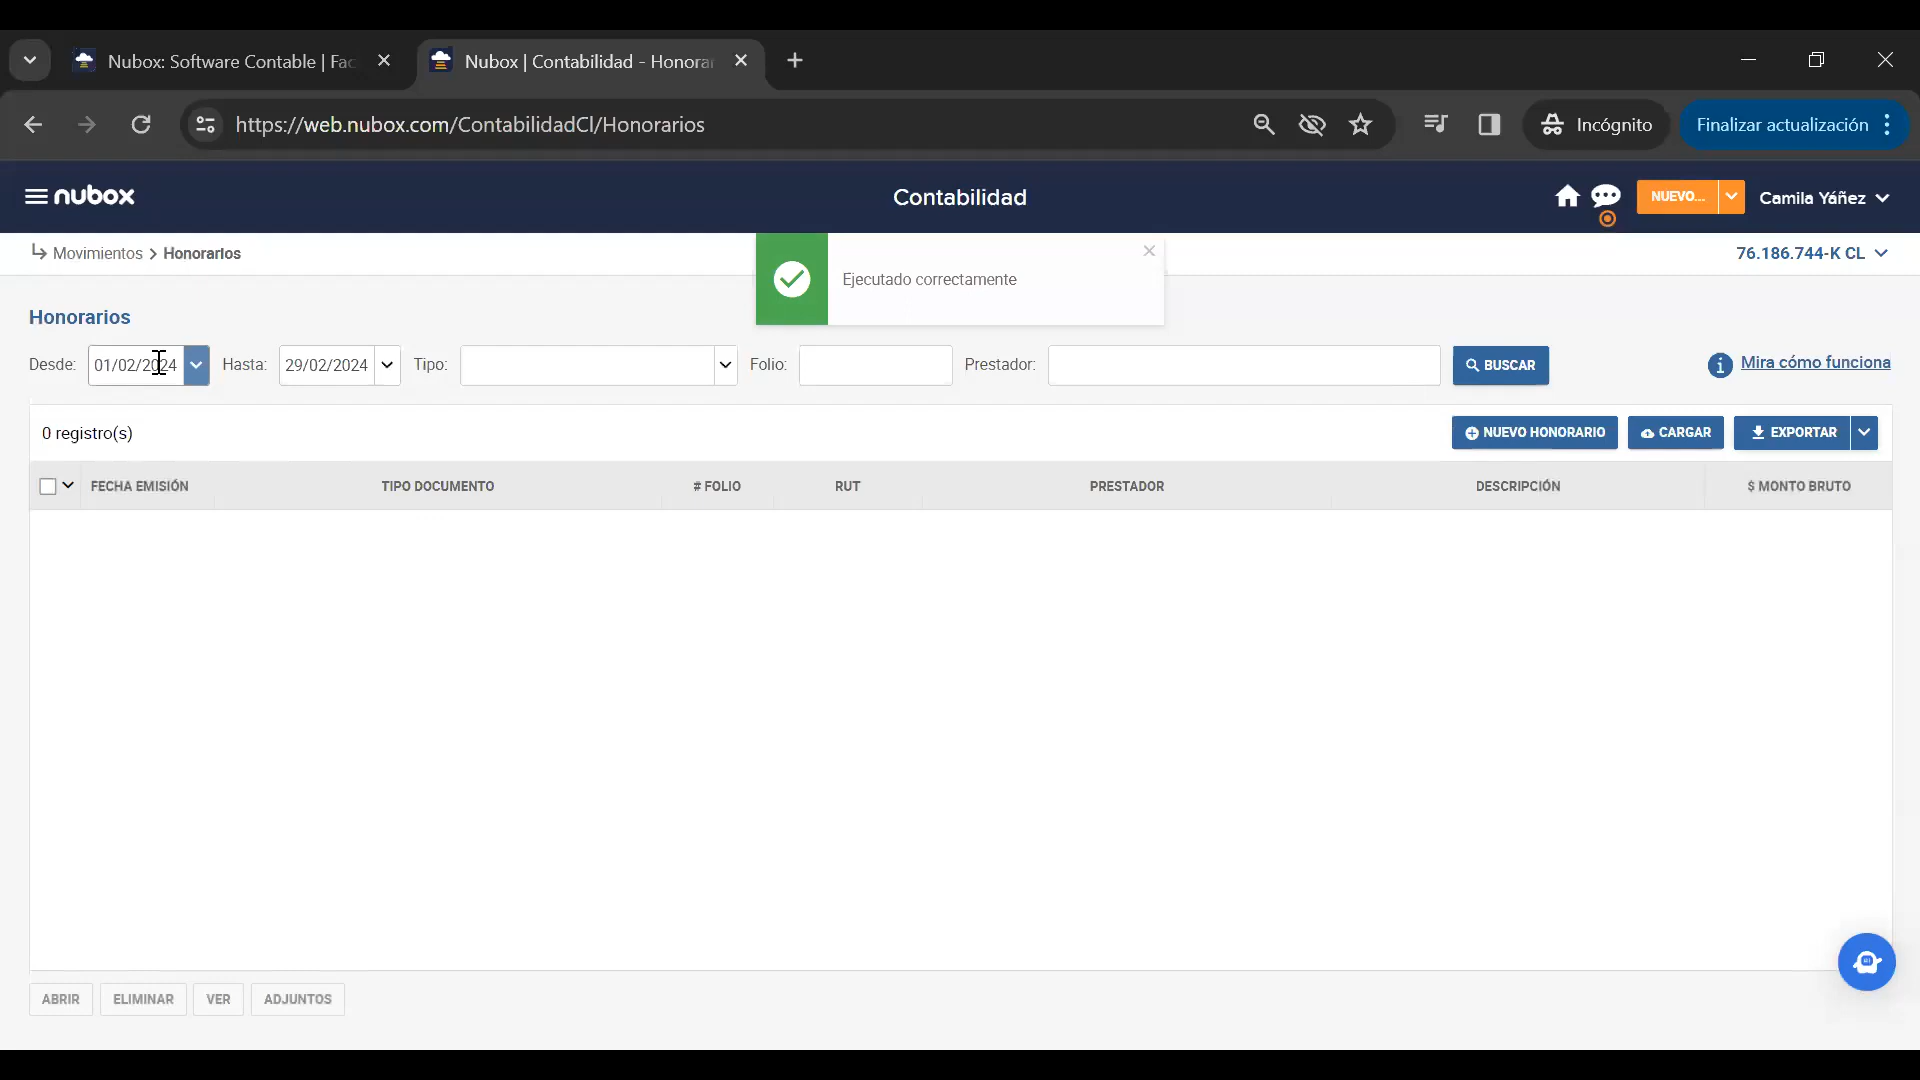 Nubox: Software Contable | Fac
Nubox | Contabilidad - Honorar
https://web.nubox.com/ContabilidadCl/Honorarios
Incógnito
Finalizar actualización
nubox
Contabilidad
NUEVO...
Camila Yáñez
Movimientos > Honorarios
76.186.744-K CL
Ejecutado correctamente
Honorarios
Desde: 01/02/2024 Hasta: 29/02/2024 Tipo: Folio: Prestador: BUSCAR
Mira cómo funciona
0 registro(s)
NUEVO HONORARIO CARGAR EXPORTAR
FECHA EMISIÓN TIPO DOCUMENTO # FOLIO RUT PRESTADOR DESCRIPCIÓN $ MONTO BRUTO
ABRIR ELIMINAR VER ADJUNTOS